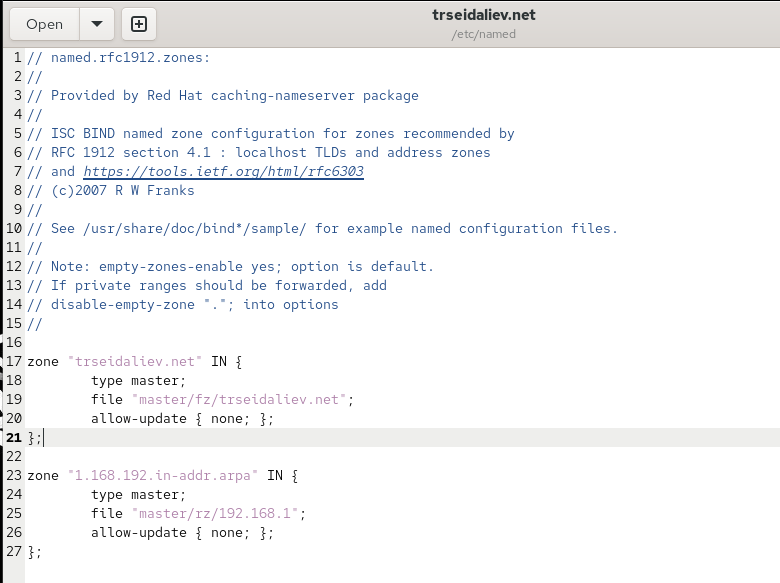 Open
trseidaliev.net
/etc/named
1 // named.rfc1912.zones:
2 //
3 // Provided by Red Hat caching-nameserver package
4 //
5 // ISC BIND named zone configuration for zones recommended by
6 // RFC 1912 section 4.1 : localhost TLDs and address zones
7 // and https://tools.ietf.org/html/rfc6303
8 // (c)2007 R W Franks
9 //
10 // See /usr/share/doc/bind*/sample/ for example named configuration files.
11 //
12 // Note: empty-zones-enable yes; option is default.
13 // If private ranges should be forwarded, add
14 // disable-empty-zone "."; into options
15 //
16
17 zone "trseidaliev.net" IN {
18         type master;
19         file "master/fz/trseidaliev.net";
20         allow-update { none; };
21 };
22
23 zone "1.168.192.in-addr.arpa" IN {
24         type master;
25         file "master/rz/192.168.1";
26         allow-update { none; };
27 };